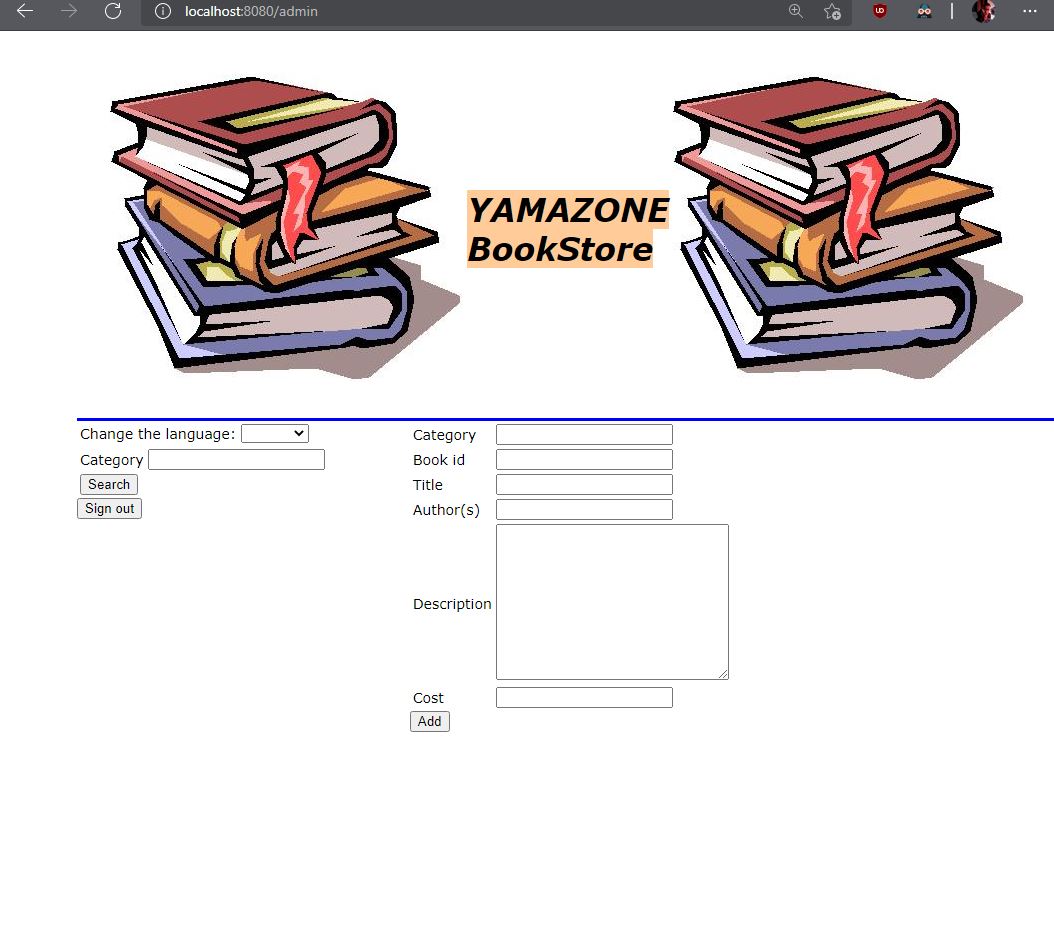 localhost:8080/admin
YAMAZONE
BookStore
Change the language:
Category
Search
Sign out
Category
Book id
Title
Author(s)
Description
Cost
Add